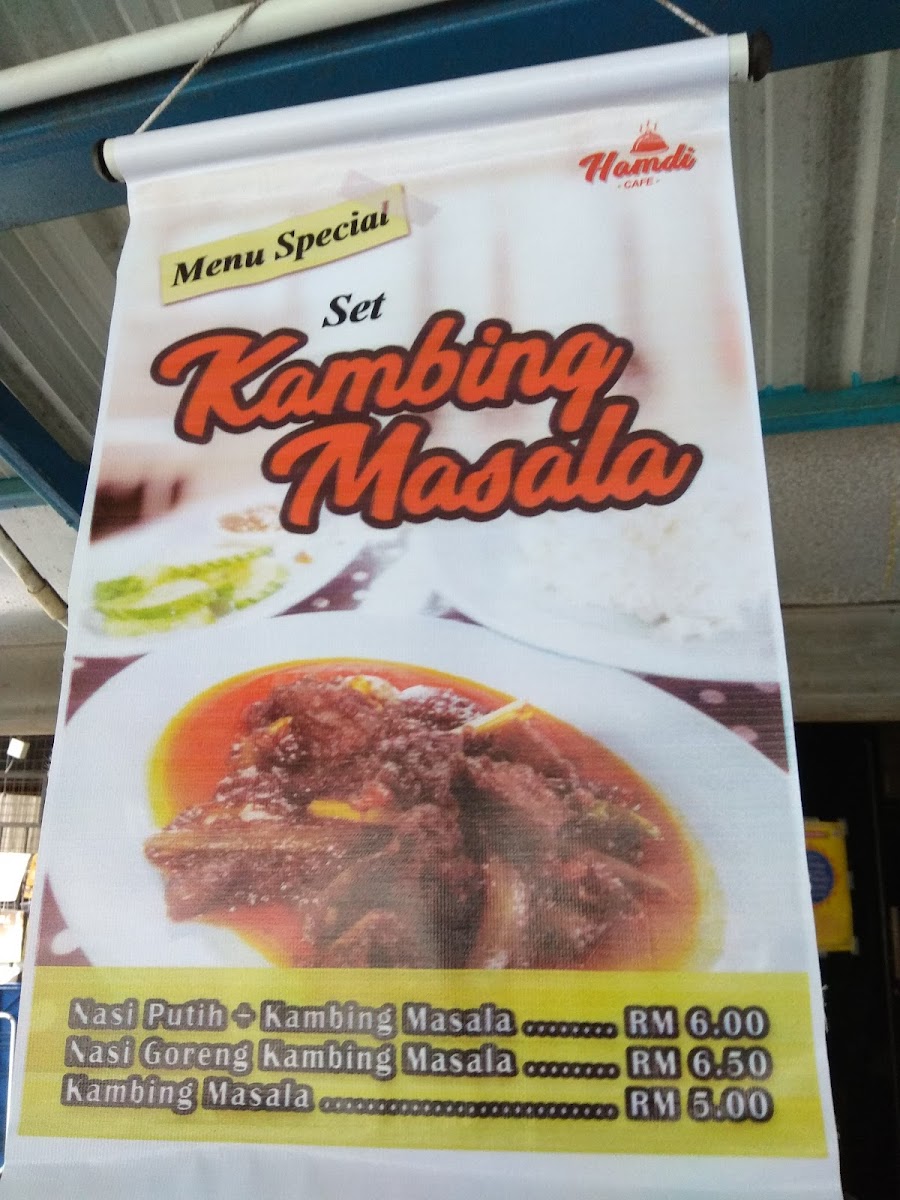 Hamdi
- CAFE -
Menu Special
Set
Kambing
Masala
Nasi Putih + Kambing Masala ......... RM 6.00
Nasi Goreng Kambing Masala ......... RM 6.50
Kambing Masala ............................ RM 5.00